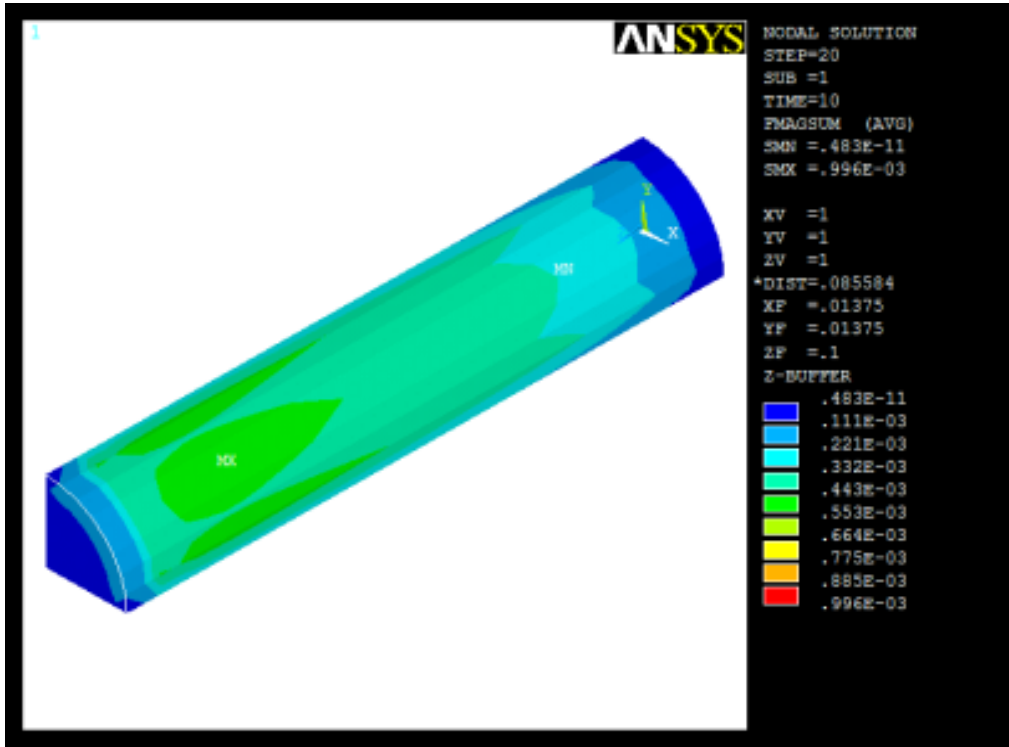 1
ANSYS
NODAL SOLUTION
STEP=20
SUB =1
TIME=10
FMAGSUM (AVG)
SMN =.483E-11
SMX =.996E-03
XV =1
YV =1
ZV =1
*DIST=.085584
XF =.01375
YF =.01375
ZF =.1
Z-BUFFER
.483E-11
.111E-03
.221E-03
.332E-03
.443E-03
.553E-03
.664E-03
.775E-03
.885E-03
.996E-03
Y
X
MN
MX